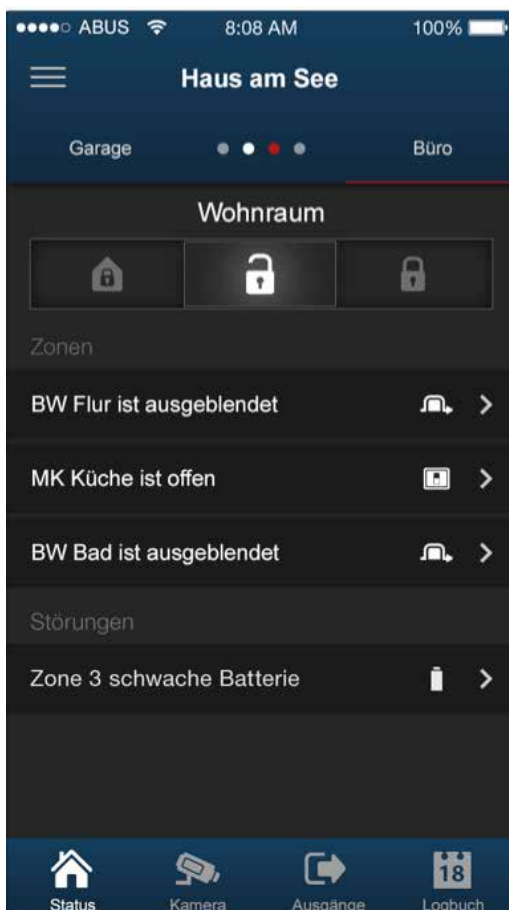 ABUS 8:08 AM 100%
Haus am See
Garage Büro
Wohnraum
Zonen
BW Flur ist ausgeblendet
MK Küche ist offen
BW Bad ist ausgeblendet
Störungen
Zone 3 schwache Batterie
18
Status Kamera Ausgänge Logbuch